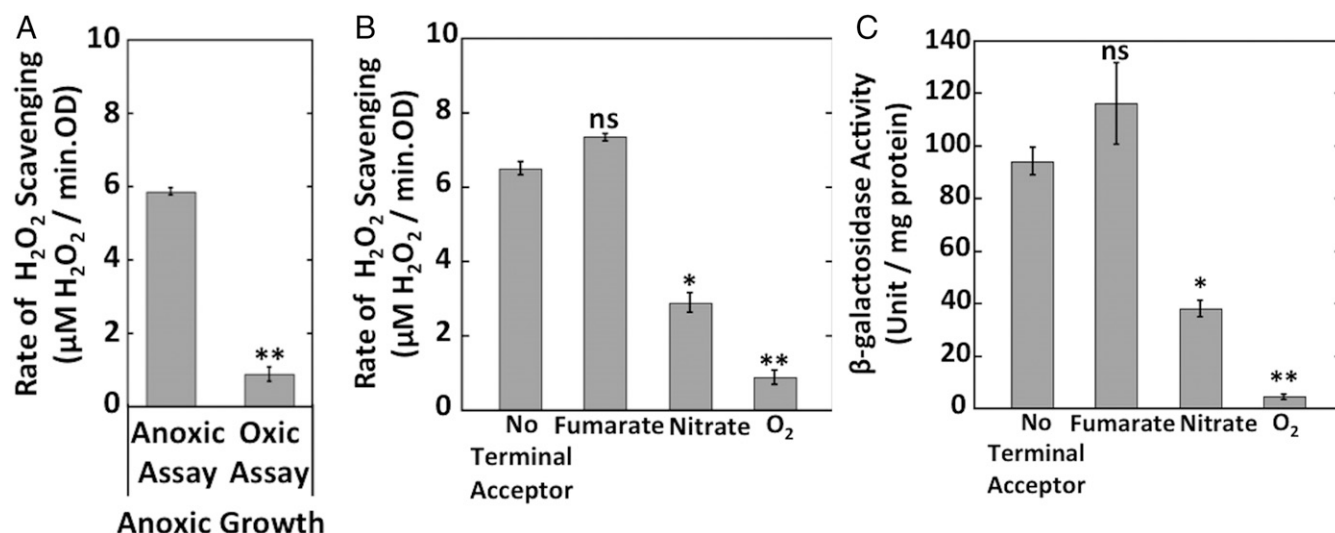 A
Rate of H₂O₂ Scavenging
(µM H₂O₂ / min.OD)
10
8
6
4
2
0
**
Anoxic Oxic
Assay Assay
Anoxic Growth
B
Rate of H₂O₂ Scavenging
(µM H₂O₂ / min.OD)
10
8
6
4
2
0
ns
*
**
No Fumarate Nitrate O₂
Terminal
Acceptor
C
β-galactosidase Activity
(Unit / mg protein)
140
120
100
80
60
40
20
0
ns
*
**
No Fumarate Nitrate O₂
Terminal
Acceptor